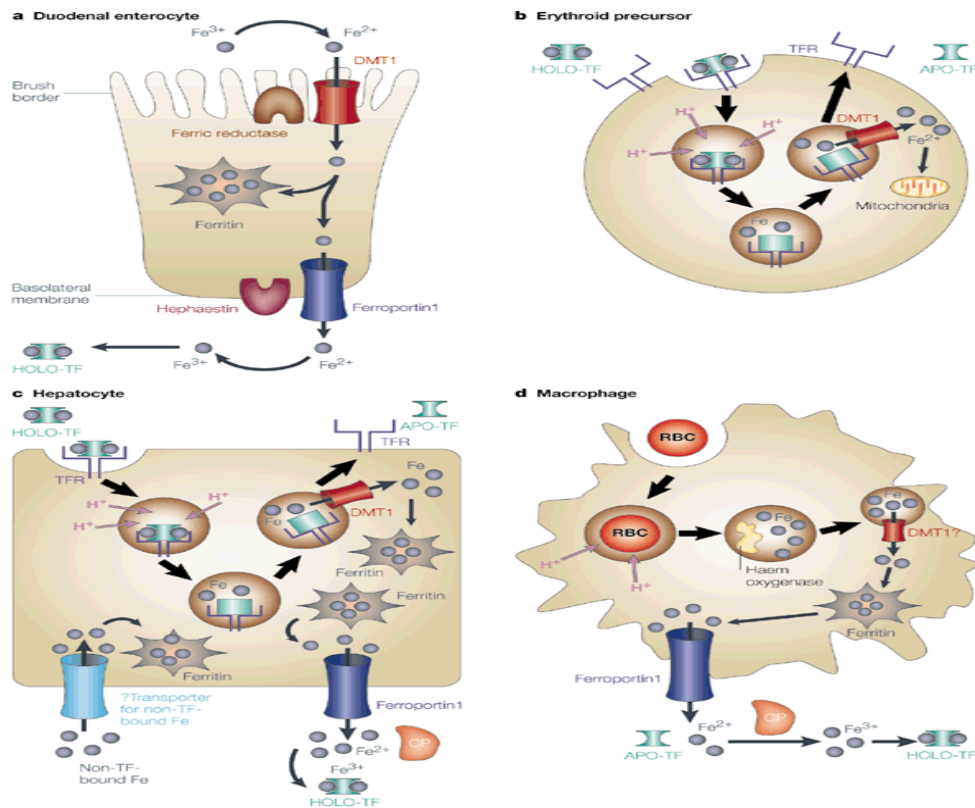 a Duodenal enterocyte
Fe3+
Fe2+
DMT1
Brush
border
Ferric reductase
Ferritin
Basolateral
membrane
Hephaestin
Ferroportin1
HOLO-TF
Fe3+
Fe2+
b Erythroid precursor
HOLO-TF
TFR
APO-TF
H+
H+
H+
DMT1
Fe2+
Mitochondria
Fe
c Hepatocyte
HOLO-TF
TFR
APO-TF
TFR
H+
H+
H+
Fe
DMT1
Fe
Fe
Ferritin
Ferritin
Ferritin
?Transporter
for non-TF-
bound Fe
Non-TF-
bound Fe
Ferroportin1
Fe2+
CP
Fe3+
HOLO-TF
d Macrophage
RBC
RBC
H+
H+
Fe
Haem
oxygenase
Fe
DMT1?
Ferritin
Ferroportin1
APO-TF
Fe2+
CP
Fe3+
HOLO-TF